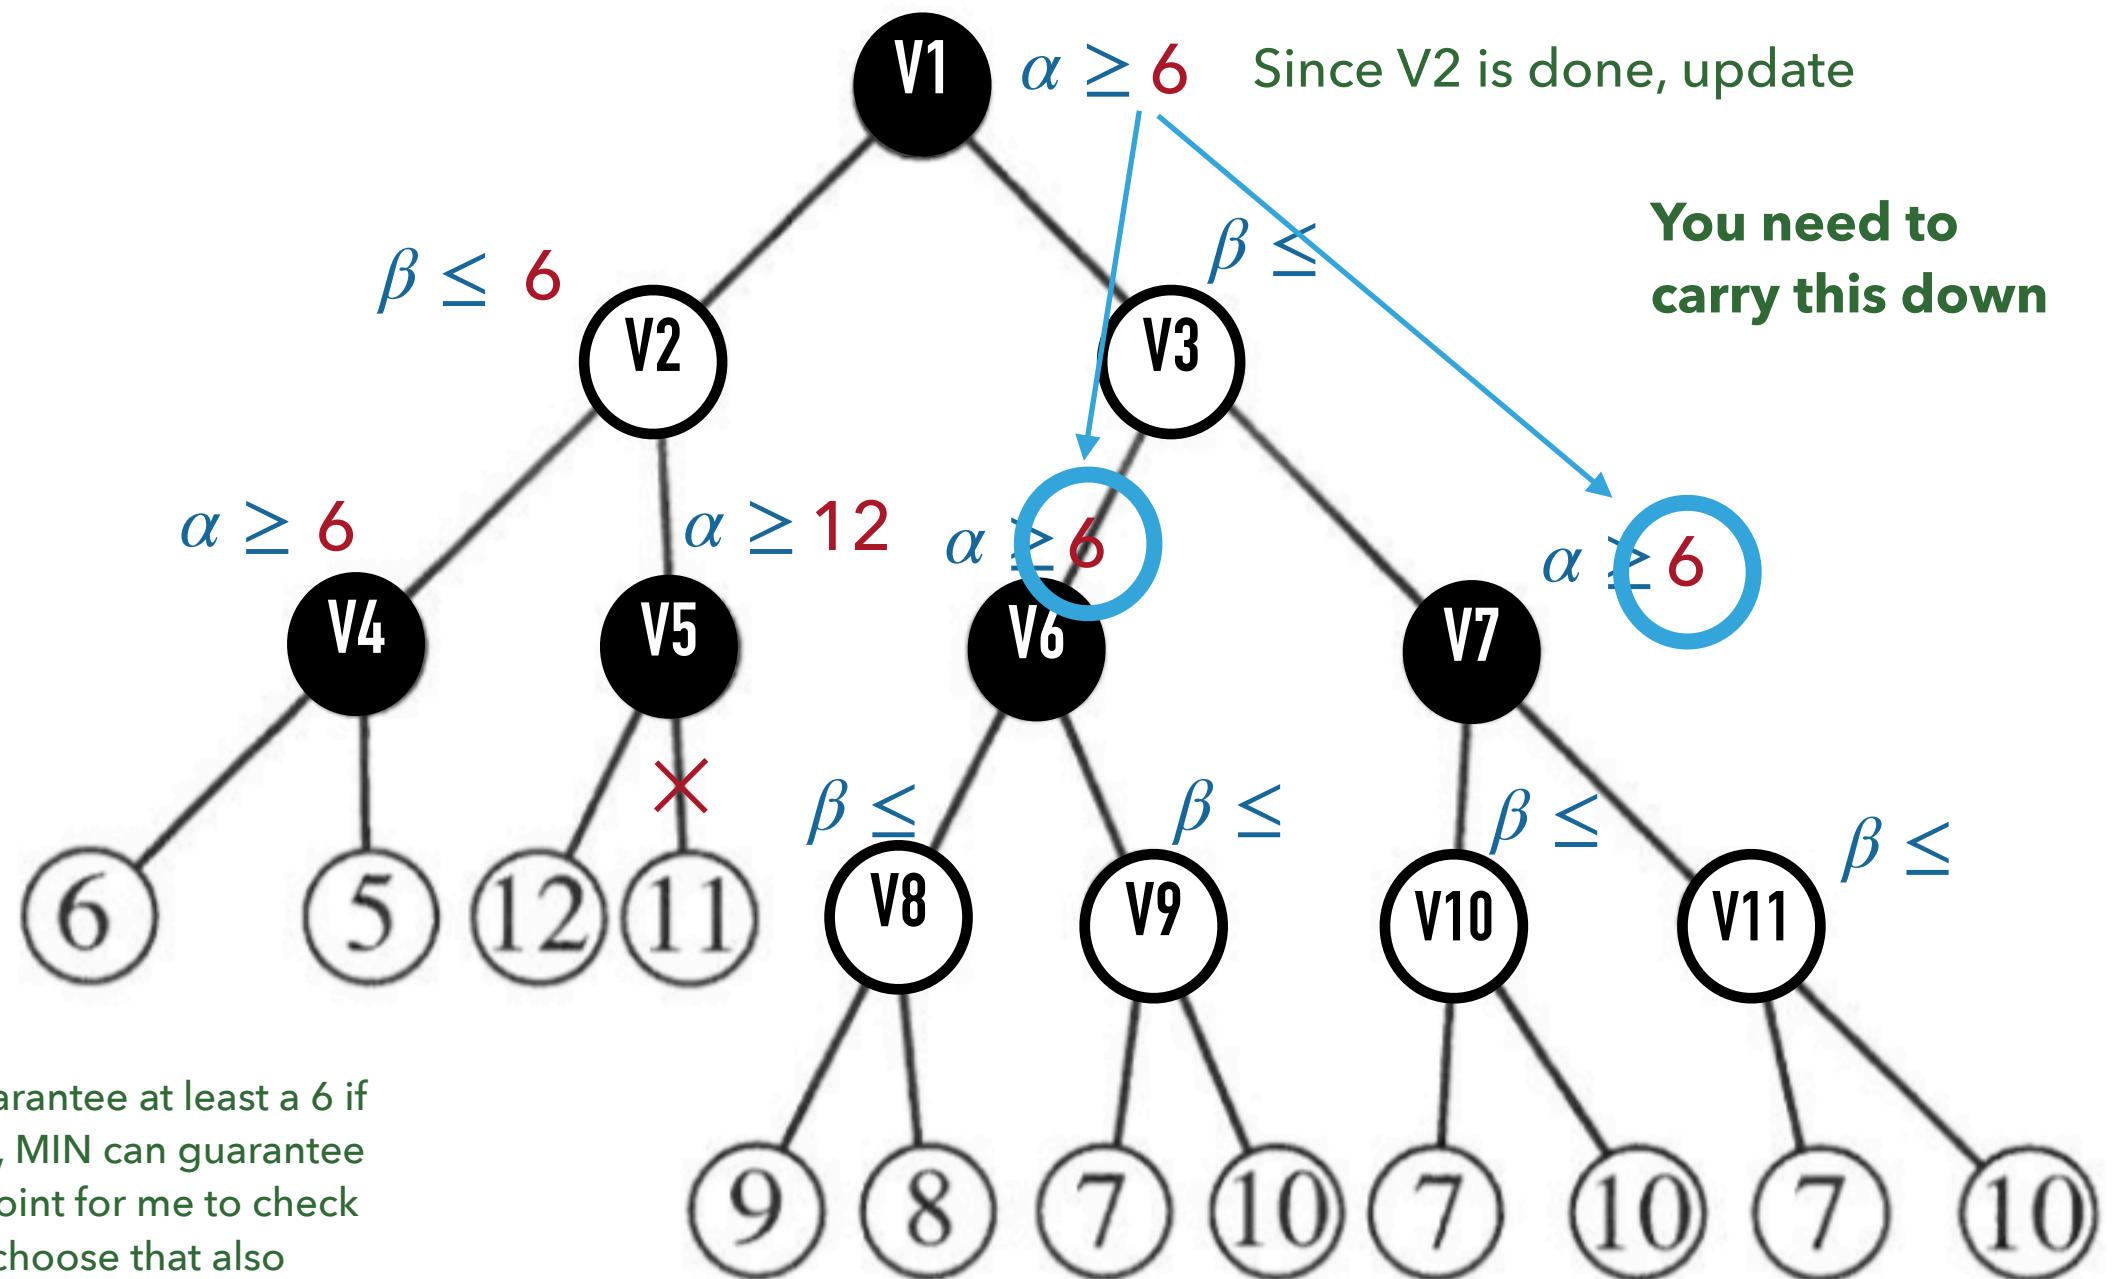 V1
α ≥ 6
Since V2 is done, update
You need to
carry this down
β ≤ 6
β ≤
V2
V3
α ≥ 6
α ≥ 12
α ≥ 6
α ≥ 6
V4
V5
V6
V7
β ≤
β ≤
β ≤
β ≤
6
5
12
11
V8
V9
V10
V11
arantee at least a 6 if
, MIN can guarantee
oint for me to check
choose that also
9
8
7
10
7
10
7
10